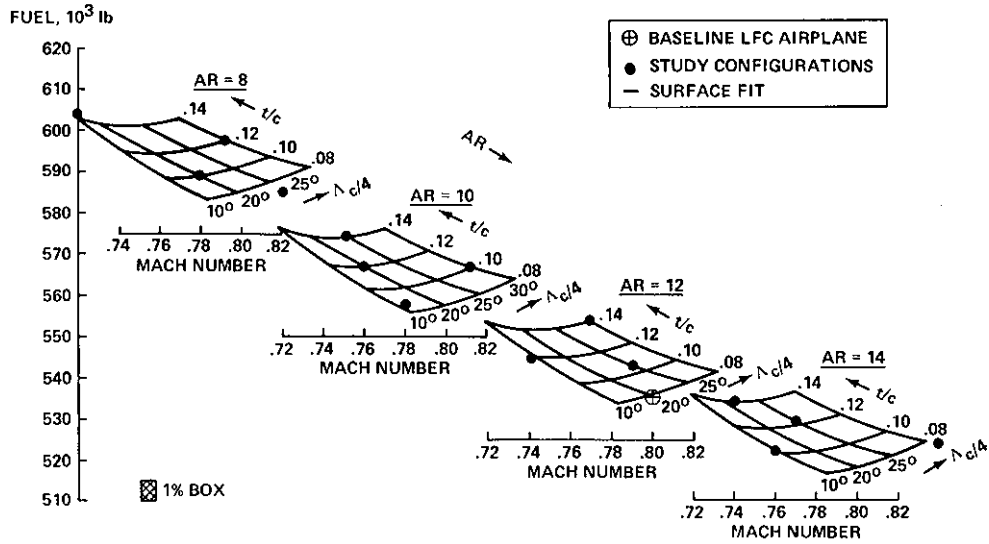 FUEL, 10³ lb
620
610
600
590
580
570
560
550
540
530
520
510
⊕ BASELINE LFC AIRPLANE
● STUDY CONFIGURATIONS
— SURFACE FIT
AR
AR = 8
t/c
.14
.12
.10
.08
10° 20° 25°
Λc/4
.74 .76 .78 .80 .82
MACH NUMBER
AR = 10
t/c
.14
.12
.10
.08
10° 20° 25° 30°
Λc/4
.72 .74 .76 .78 .80 .82
MACH NUMBER
AR = 12
t/c
.14
.12
.10
.08
10° 20° 25°
Λc/4
.72 .74 .76 .78 .80 .82
MACH NUMBER
AR = 14
t/c
.14
.12
.10
.08
10° 20° 25°
Λc/4
.72 .74 .76 .78 .80 .82
MACH NUMBER
1% BOX